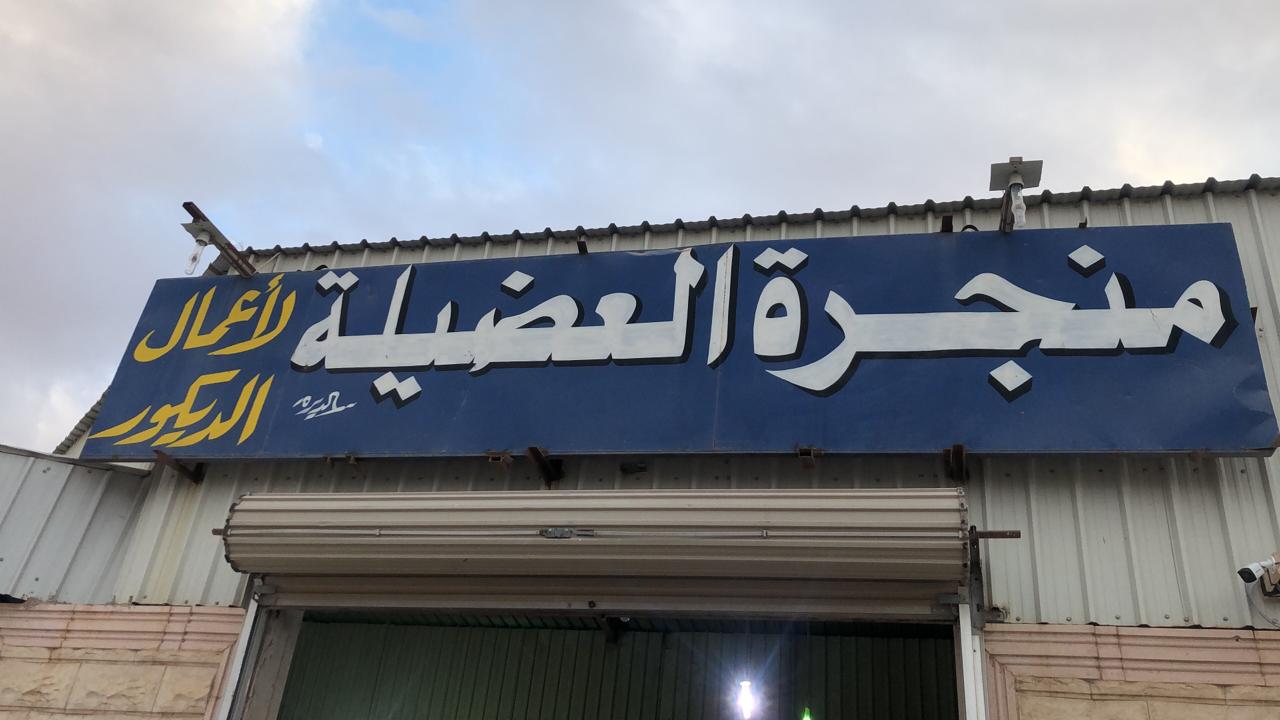 منجرة العضيلة
لأعمال
الديكور